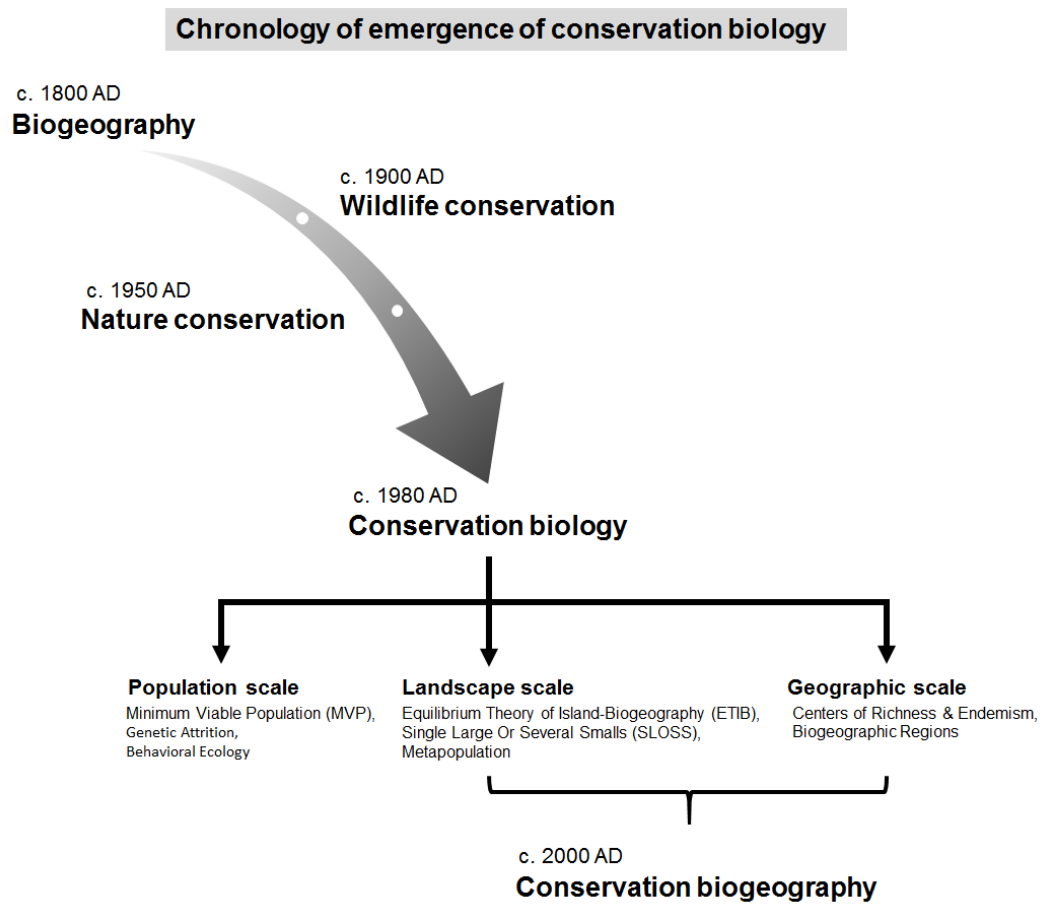 Chronology of emergence of conservation biology
c. 1800 AD
Biogeography
c. 1900 AD
Wildlife conservation
c. 1950 AD
Nature conservation
c. 1980 AD
Conservation biology
Population scale
Minimum Viable Population (MVP),
Genetic Attrition,
Behavioral Ecology
Landscape scale
Equilibrium Theory of Island-Biogeography (ETIB),
Single Large Or Several Smalls (SLOSS),
Metapopulation
Geographic scale
Centers of Richness & Endemism,
Biogeographic Regions
c. 2000 AD
Conservation biogeography